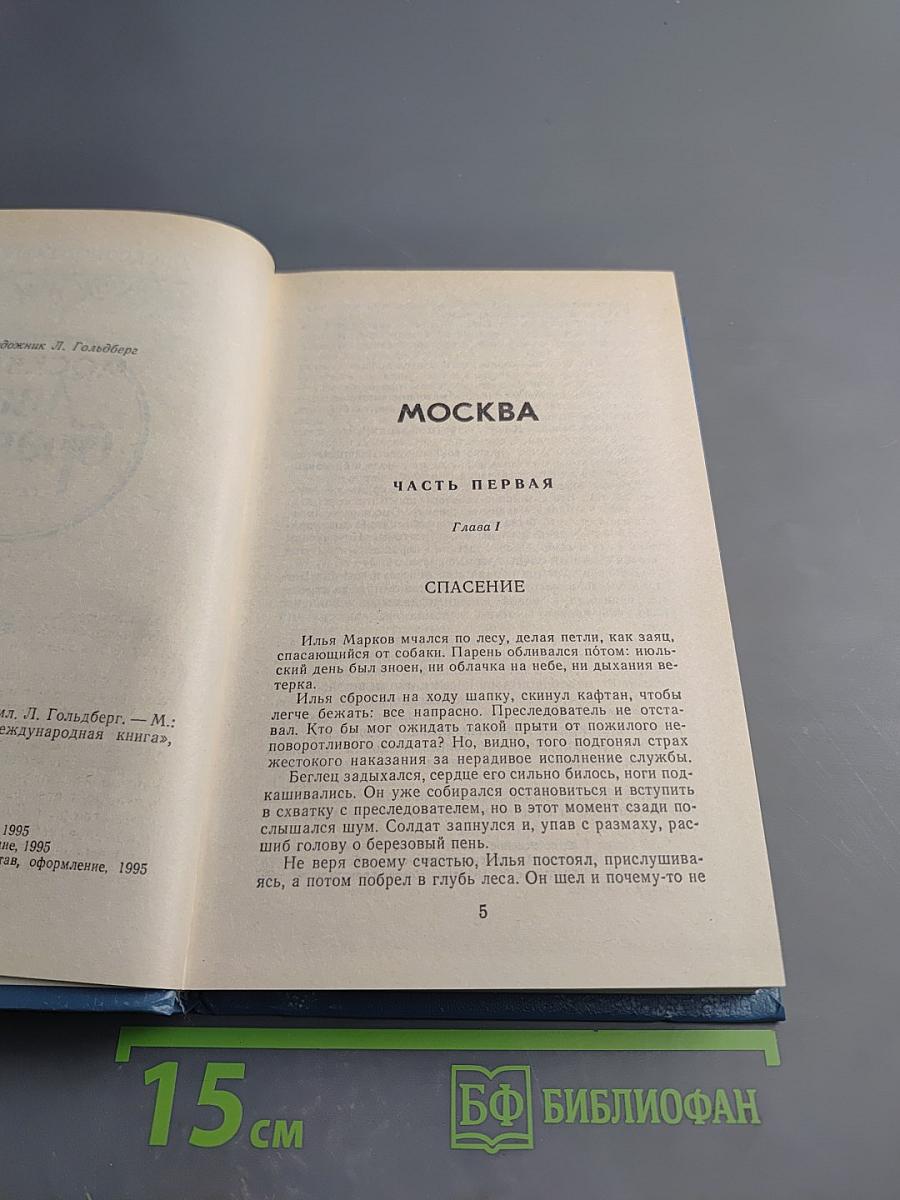 дожник Л. Гольдберг
ил. Л. Гольдберг. — М.:
еждународная книга»,
1995
ие, 1995
тав, оформление, 1995
МОСКВА
ЧАСТЬ ПЕРВАЯ
Глава I
СПАСЕНИЕ
Илья Марков мчался по лесу, делая петли, как заяц,
спасающийся от собаки. Парень обливался по́том: июль-
ский день был зноен, ни облачка на небе, ни дыхания ве-
терка.
Илья сбросил на ходу шапку, скинул кафтан, чтобы
легче бежать: все напрасно. Преследователь не отста-
вал. Кто бы мог ожидать такой прыти от пожилого не-
поворотливого солдата? Но, видно, того подгонял страх
жестокого наказания за нерадивое исполнение службы.
Беглец задыхался, сердце его сильно билось, ноги под-
кашивались. Он уже собирался остановиться и вступить
в схватку с преследователем, но в этот момент сзади по-
слышался шум. Солдат запнулся и, упав с размаху, рас-
шиб голову о березовый пень.
Не веря своему счастью, Илья постоял, прислушива-
ясь, а потом побрел в глубь леса. Он шел и почему-то не
5
15 см
БФ БИБЛИОФАН